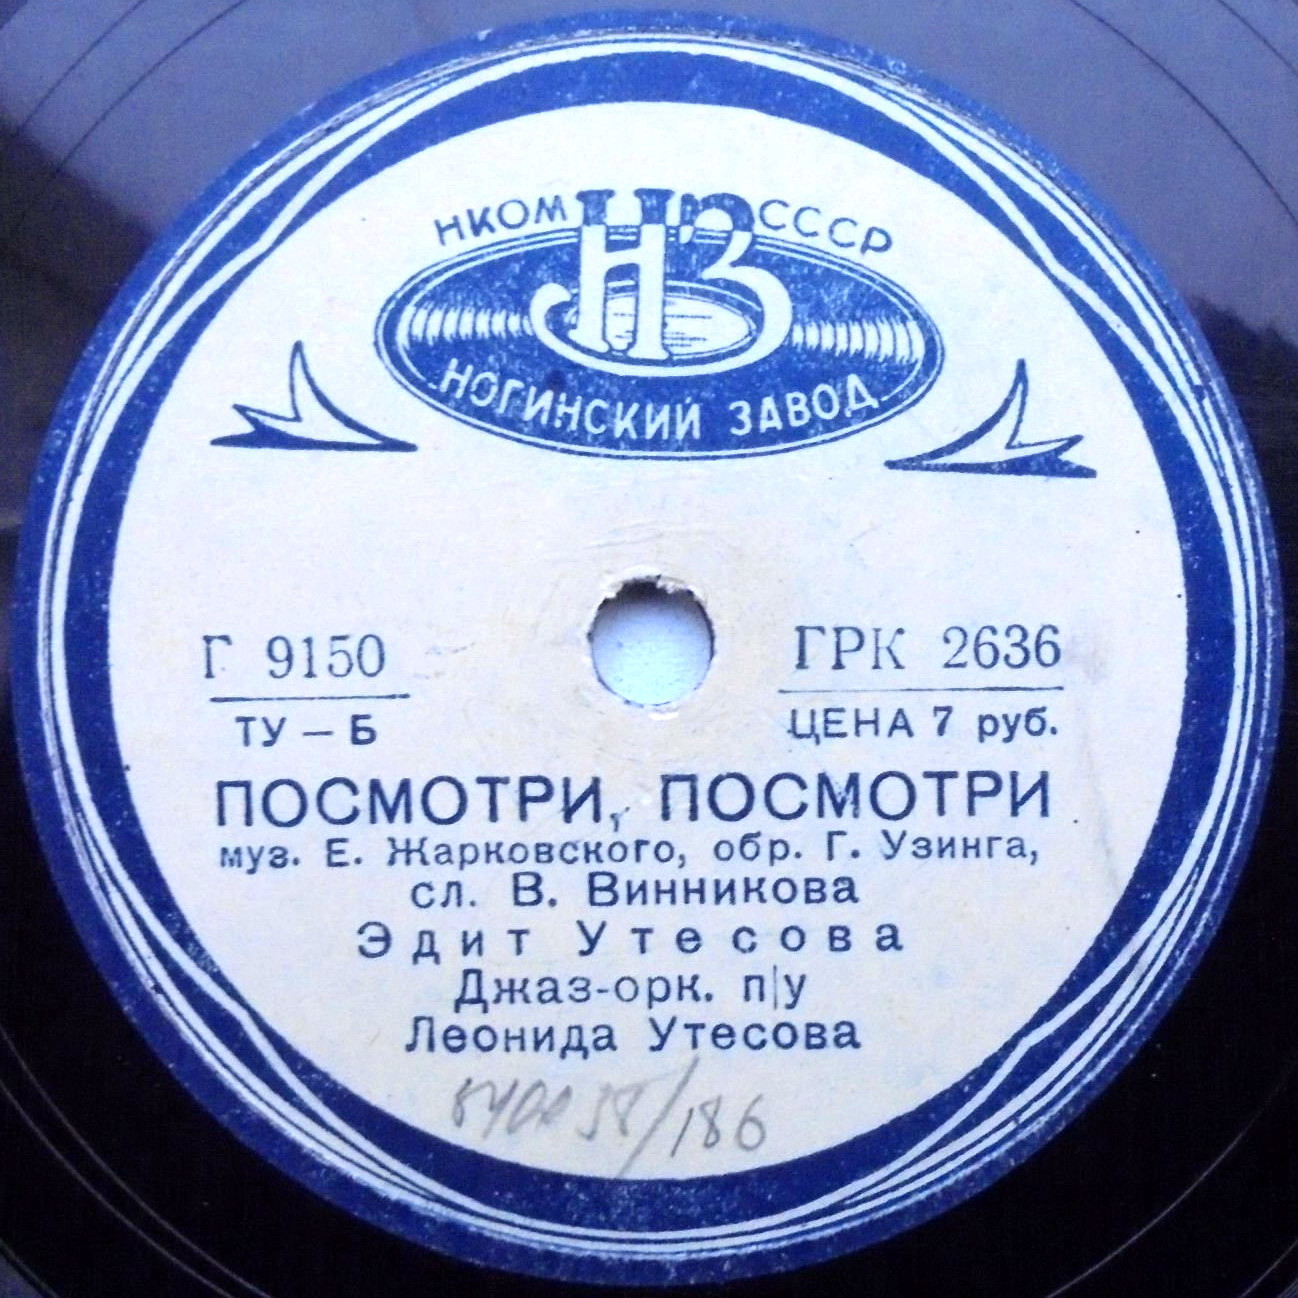 НКОМ НЗ СССР
НОГИНСКИЙ ЗАВОД
Г 9150
ТУ – Б
ГРК 2636
ЦЕНА 7 руб.
ПОСМОТРИ, ПОСМОТРИ
муз. Е. Жарковского, обр. Г. Узинга,
сл. В. Винникова
Эдит Утесова
Джаз-орк. п/у
Леонида Утесова
/186